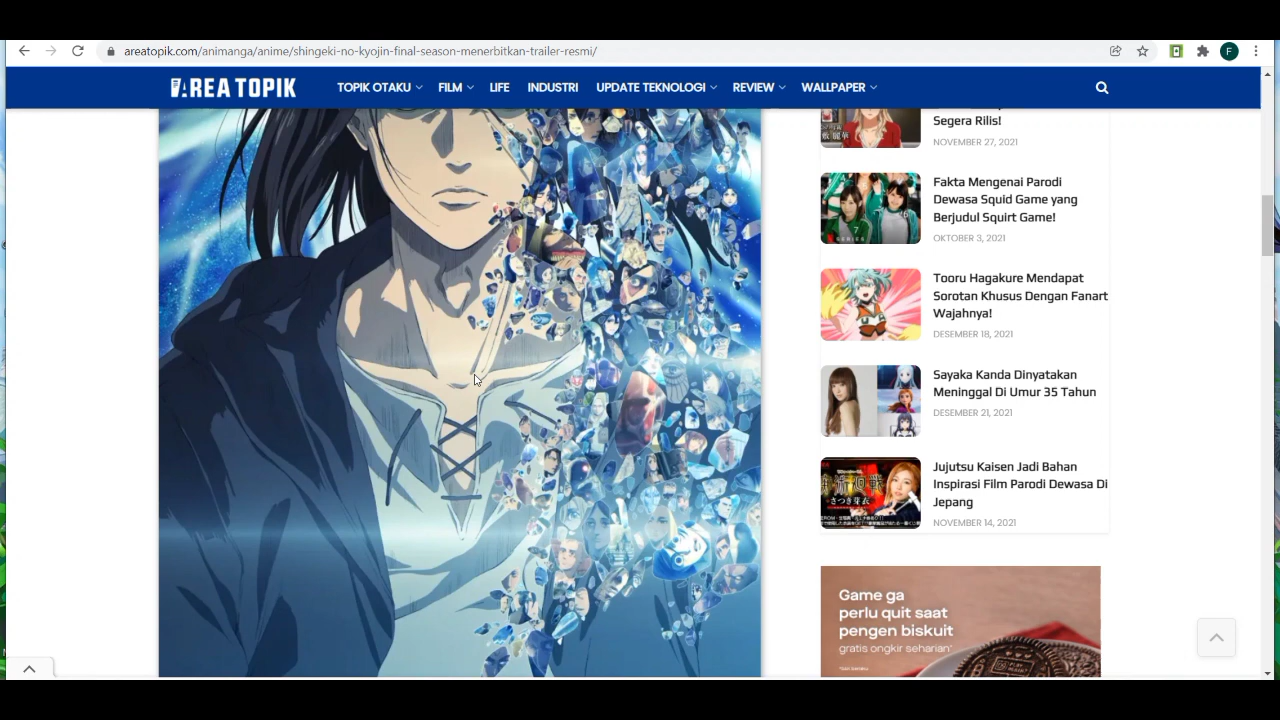 areatopik.com/animanga/anime/shingeki-no-kyojin-final-season-menerbitkan-trailer-resmi/
F
AREA TOPIK
TOPIK OTAKU FILM LIFE INDUSTRI UPDATE TEKNOLOGI REVIEW WALLPAPER
Segera Rilis!
NOVEMBER 27, 2021
Fakta Mengenai Parodi
Dewasa Squid Game yang
Berjudul Squirt Game!
OKTOBER 3, 2021
Tooru Hagakure Mendapat
Sorotan Khusus Dengan Fanart
Wajahnya!
DESEMBER 18, 2021
Sayaka Kanda Dinyatakan
Meninggal Di Umur 35 Tahun
DESEMBER 21, 2021
Jujutsu Kaisen Jadi Bahan
Inspirasi Film Parodi Dewasa Di
Jepang
NOVEMBER 14, 2021
Game ga
perlu quit saat
pengen biskuit
gratis ongkir seharian*